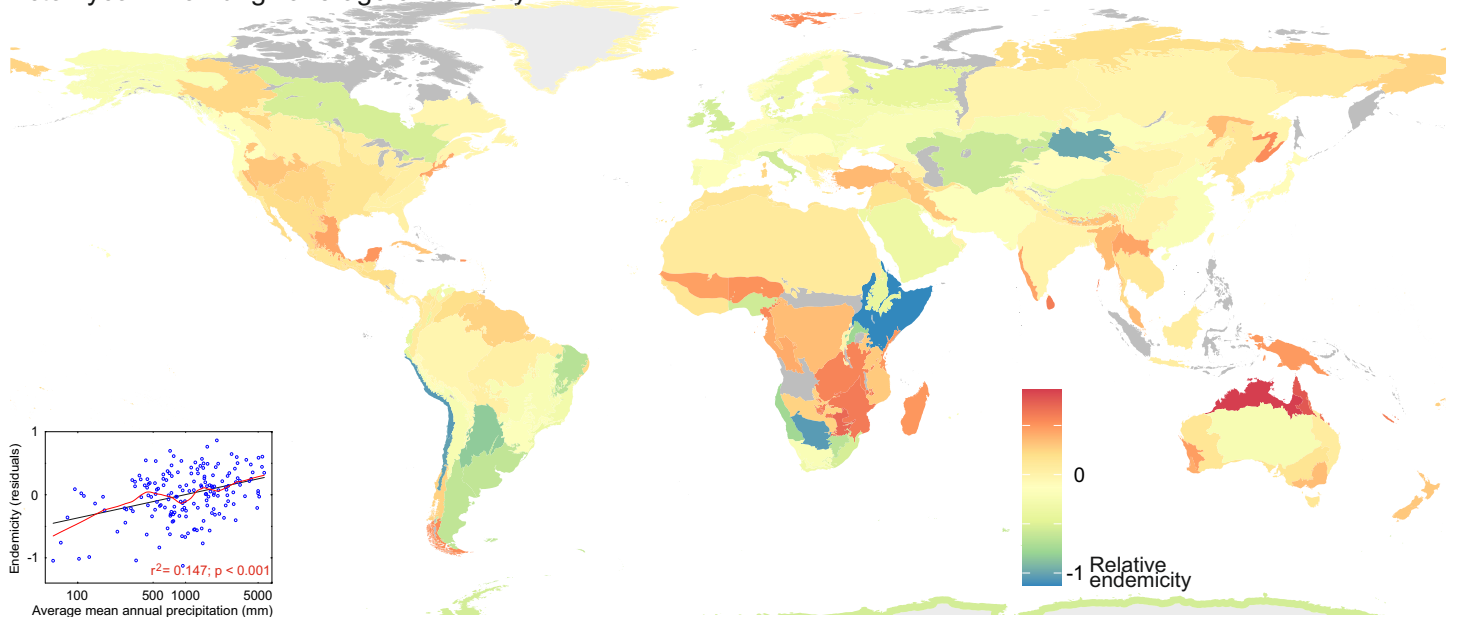 1
0
-1
Endemicity (residuals)
r2= 0.147; p < 0.001
100 500 1000 5000
Average mean annual precipitation (mm)
0
-1
Relative
endemicity